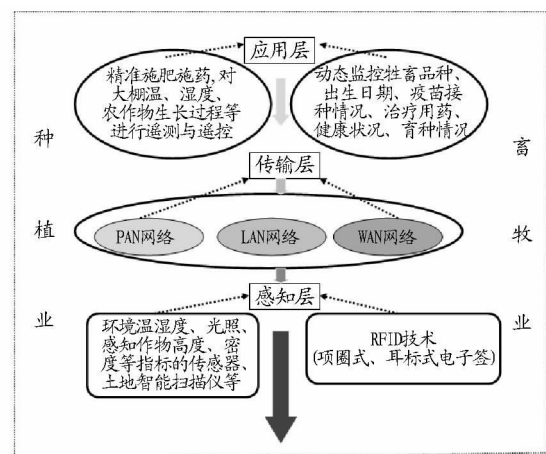 应用层
精准施肥施药,对
大棚温、湿度、
农作物生长过程等
进行遥测与遥控
动态监控牲畜品种、
出生日期、疫苗接
种情况、治疗用药、
健康状况、育种情况
种
植
业
畜
牧
业
传输层
PAN网络
LAN网络
WAN网络
感知层
环境温湿度、光照、
感知作物高度、密
度等指标的传感器、
土地智能扫描仪等
RFID技术
(项圈式、耳标式电子签)